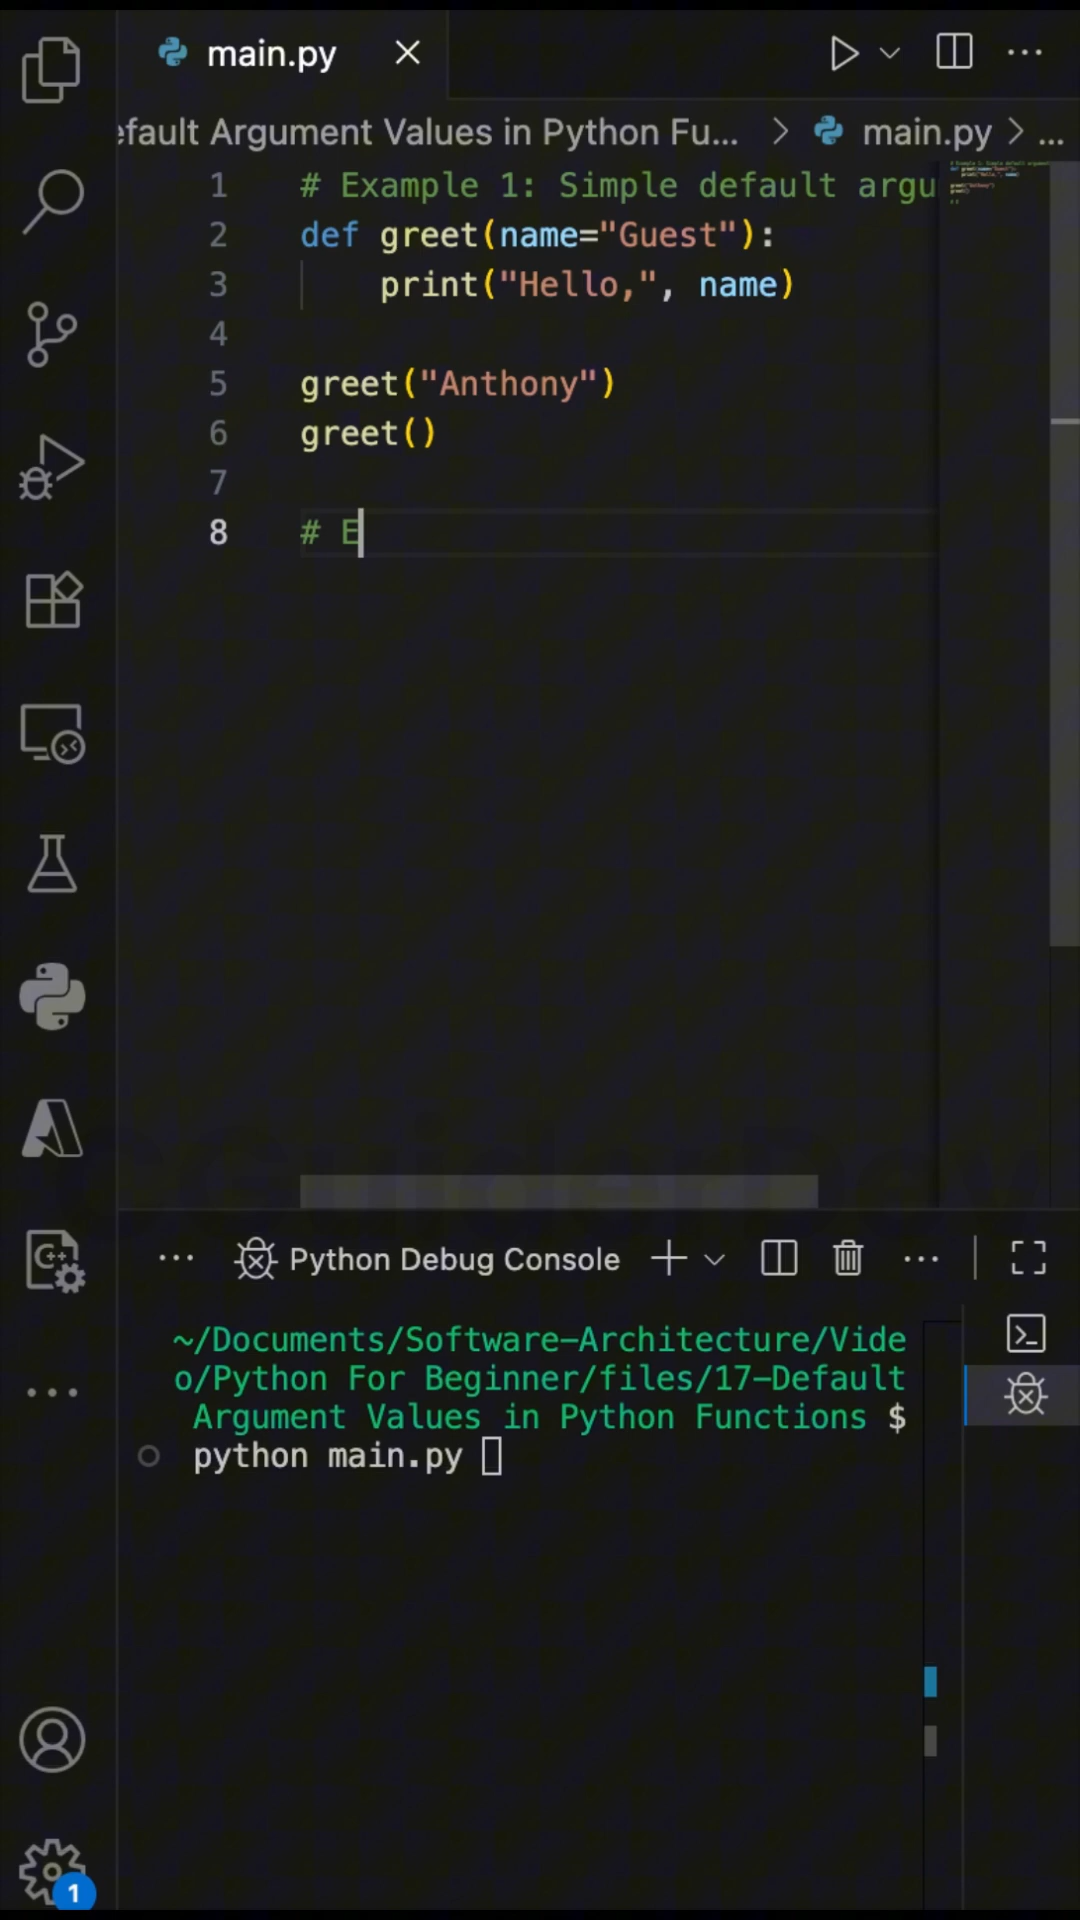 main.py
efault Argument Values in Python Fu... > main.py > ...
1 # Example 1: Simple default argu
2 def greet(name="Guest"):
3     print("Hello,", name)
4
5 greet("Anthony")
6 greet()
7
8 # E
Python Debug Console
~/Documents/Software-Architecture/Vide
o/Python For Beginner/files/17-Default
Argument Values in Python Functions $
python main.py
1